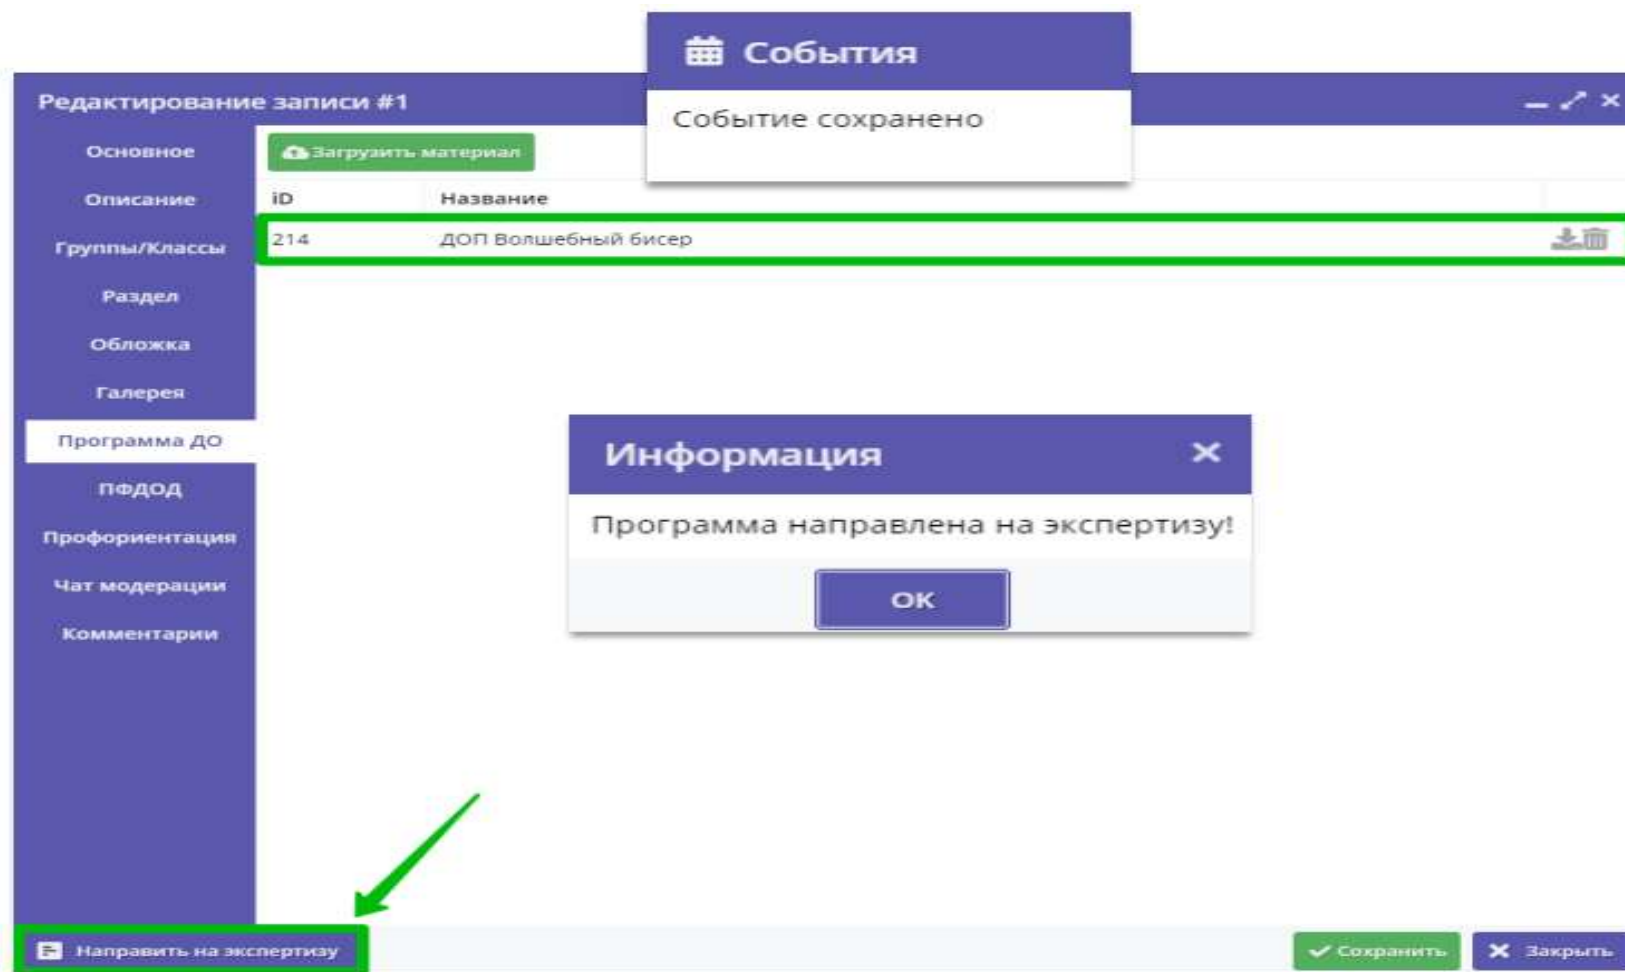 События
Событие сохранено
Редактирование записи #1
Основное
Описание
Группы/Классы
Раздел
Обложка
Галерея
Программа ДО
ПФДОД
Профориентация
Чат модерации
Комментарии
Загрузить материал
iD Название
214 ДОП Волшебный бисер
Информация
Программа направлена на экспертизу!
ОК
Направить на экспертизу
Сохранить
Закрыть